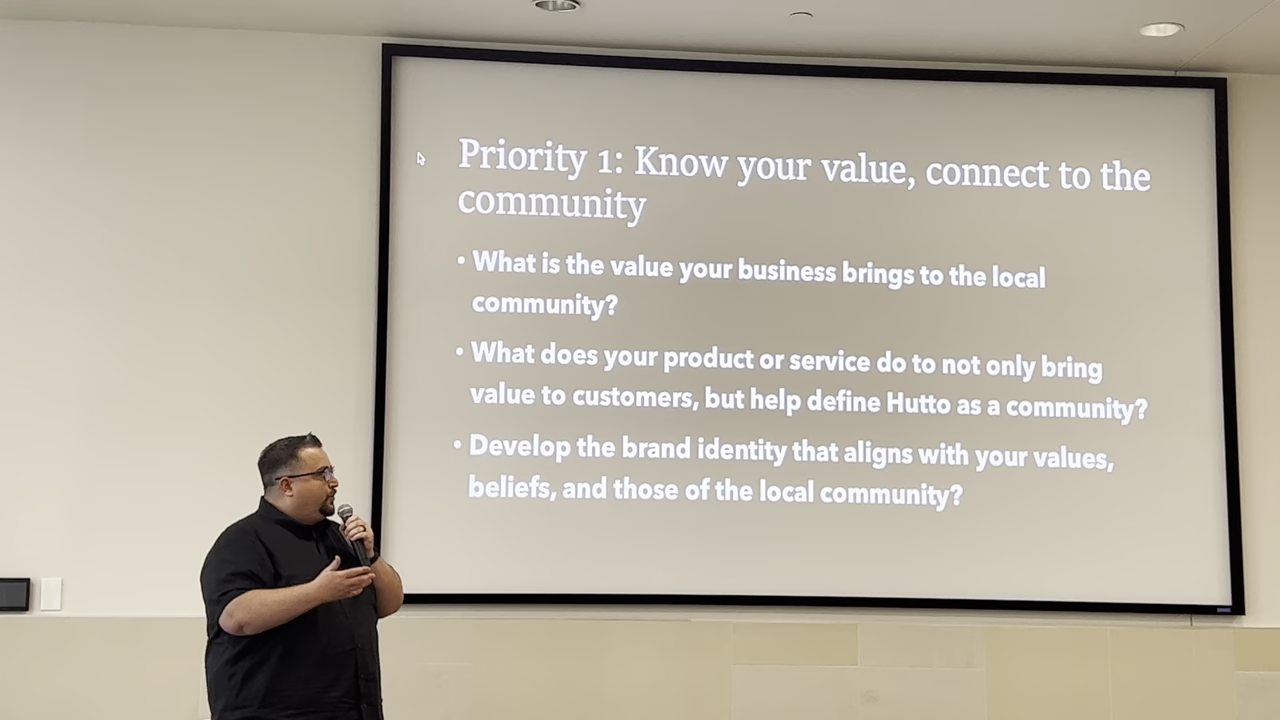 Priority 1: Know your value, connect to the
community
• What is the value your business brings to the local
community?
• What does your product or service do to not only bring
value to customers, but help define Hutto as a community?
• Develop the brand identity that aligns with your values,
beliefs, and those of the local community?